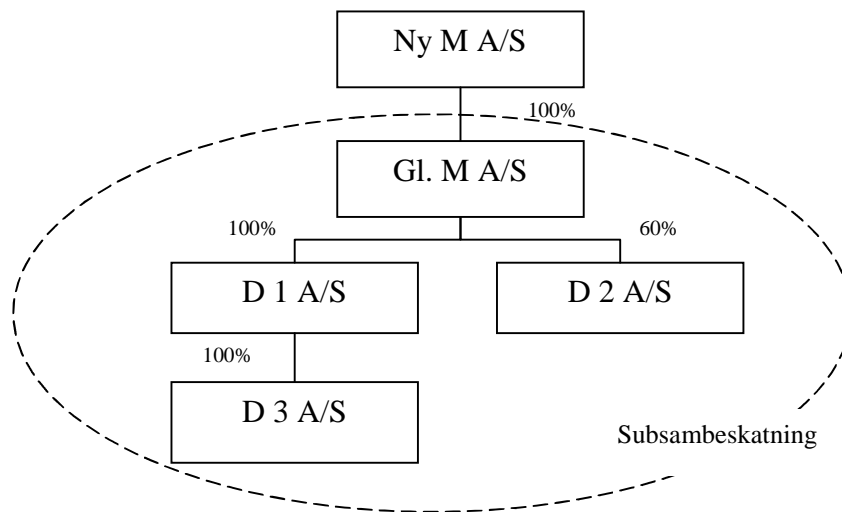 Ny M A/S
100%
Gl. M A/S
100%
60%
D 1 A/S
D 2 A/S
100%
D 3 A/S
Subsambeskatning